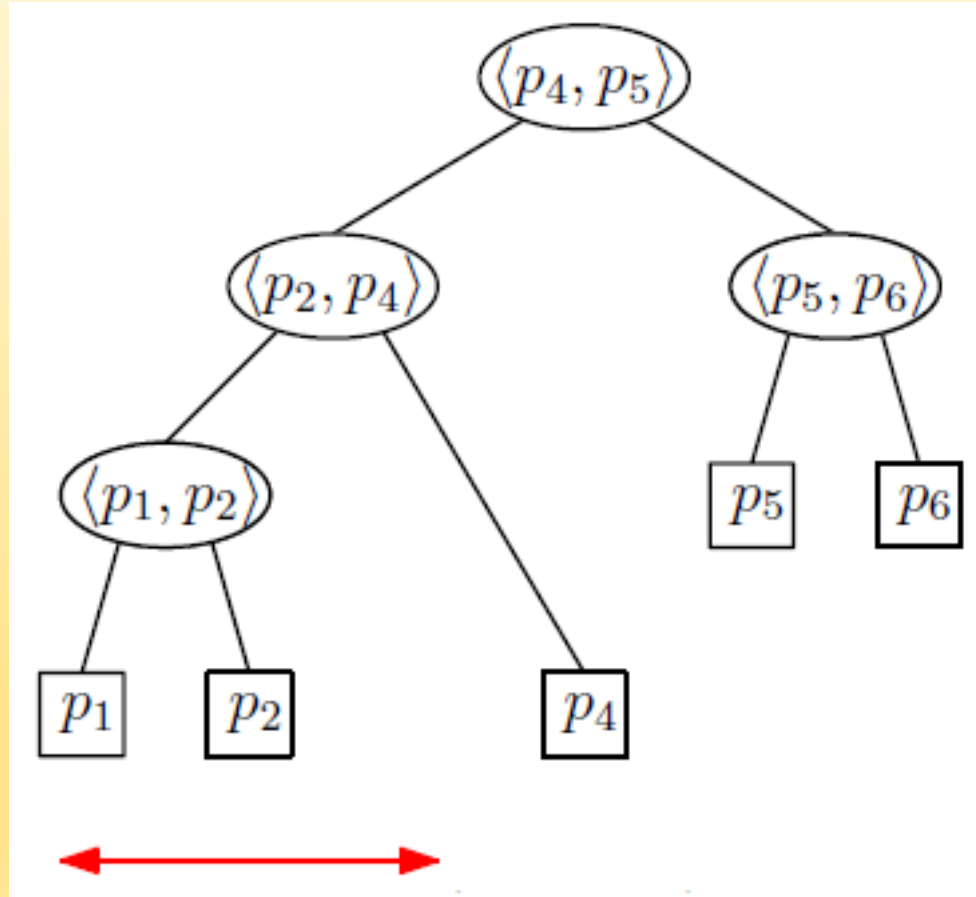 ⟨p₄, p₅⟩
⟨p₂, p₄⟩ ⟨p₅, p₆⟩
⟨p₁, p₂⟩ p₅ p₆
p₁ p₂ p₄